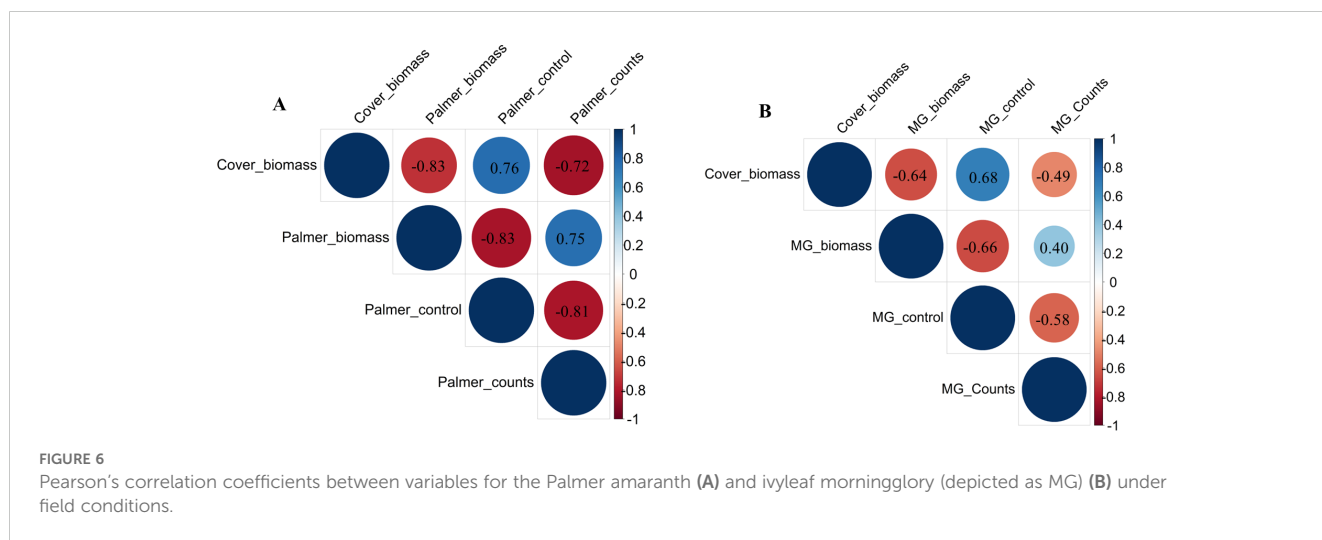 A
Cover_biomass
Palmer_biomass
Palmer_control
Palmer_counts
Cover_biomass -0.83 0.76 -0.72
Palmer_biomass -0.83 0.75
Palmer_control -0.81
Palmer_counts
1
0.8
0.6
0.4
0.2
0
-0.2
-0.4
-0.6
-0.8
-1
B
Cover_biomass
MG_biomass
MG_control
MG_Counts
Cover_biomass -0.64 0.68 -0.49
MG_biomass -0.66 0.40
MG_control -0.58
MG_Counts
1
0.8
0.6
0.4
0.2
0
-0.2
-0.4
-0.6
-0.8
-1
FIGURE 6
Pearson's correlation coefficients between variables for the Palmer amaranth (A) and ivyleaf morningglory (depicted as MG) (B) under
field conditions.